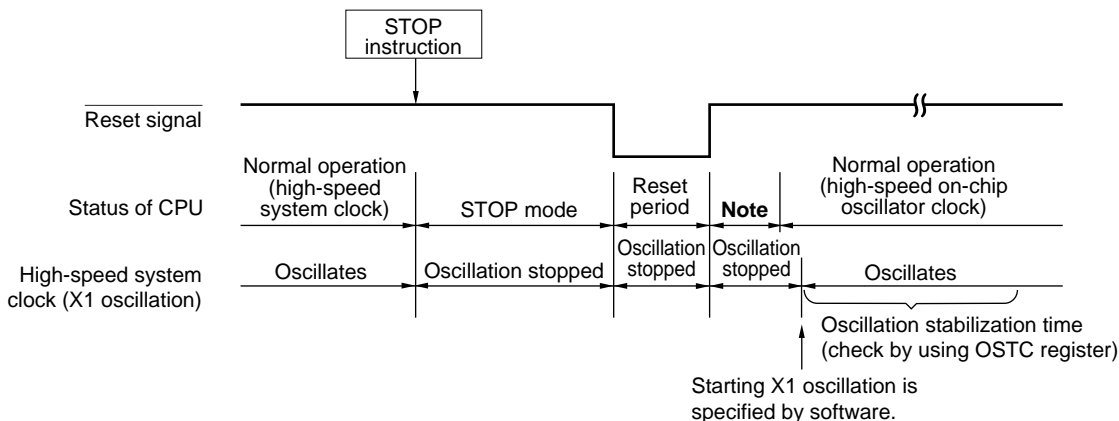 STOP
instruction
Reset signal
Normal operation
(high-speed
system clock)
Reset
period
Normal operation
(high-speed on-chip
oscillator clock)
Status of CPU
STOP mode
Note
High-speed system
clock (X1 oscillation)
Oscillates
Oscillation stopped
Oscillation
stopped
Oscillation
stopped
Oscillates
Oscillation stabilization time
(check by using OSTC register)
Starting X1 oscillation is
specified by software.